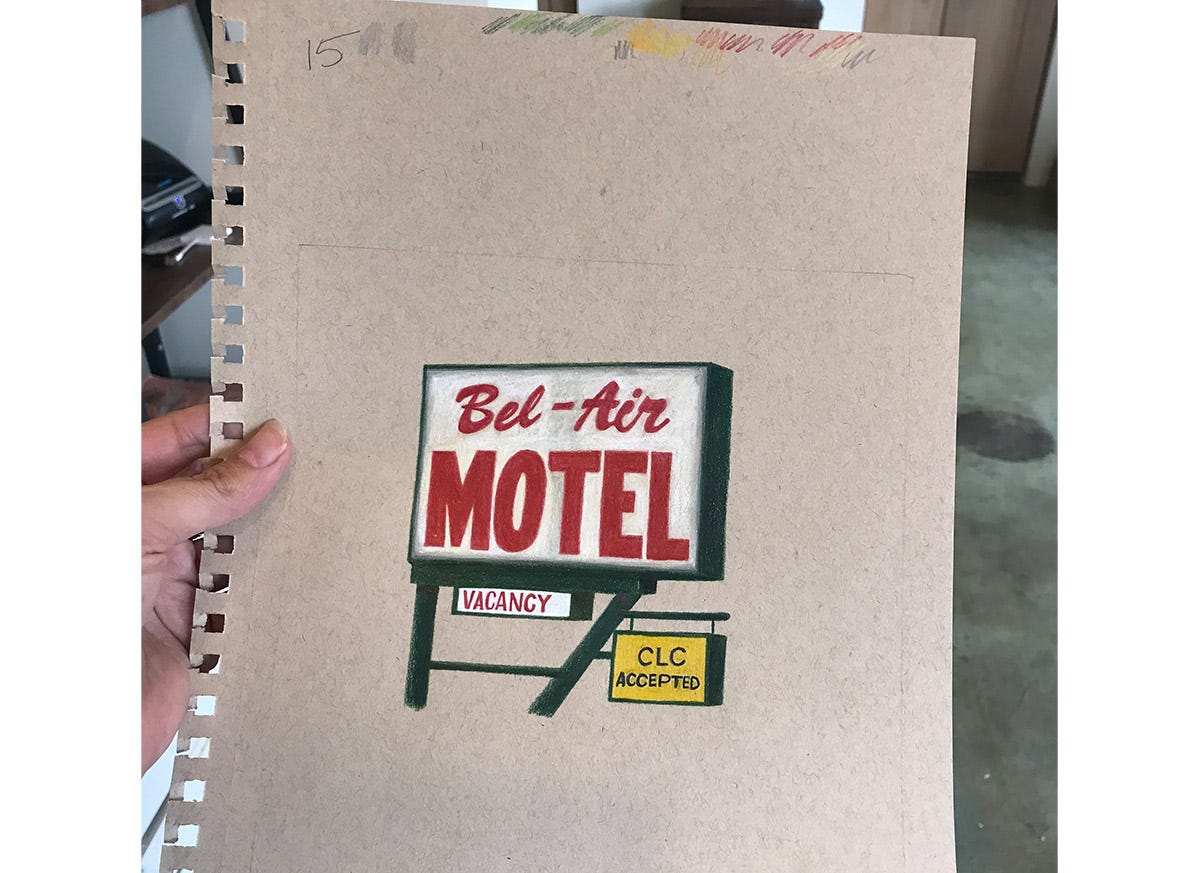 15
Bel-Air
MOTEL
VACANCY
CLC
ACCEPTED